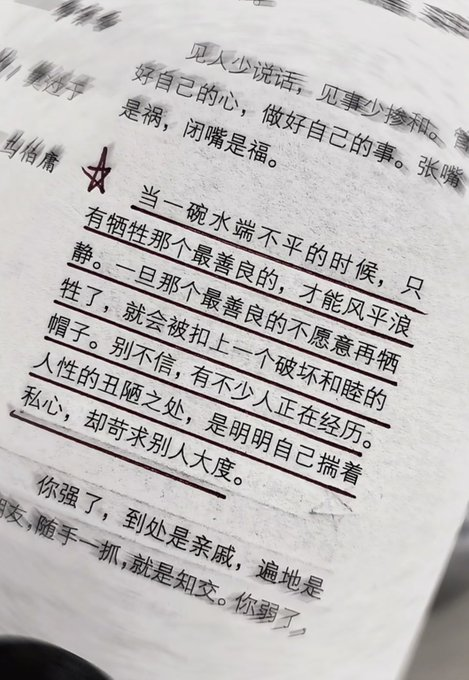 见人少说话，见事少掺和。管
好自己的心，做好自己的事。张嘴
是祸，闭嘴是福。
当一碗水端不平的时候，只
有牺牲那个最善良的，才能风平浪
静。一旦那个最善良的不愿意再牺
牲了，就会被扣上一个破坏和睦的
帽子。别不信，有不少人正在经历。
人性的丑陋之处，是明明自己揣着
私心，却苛求别人大度。
你强了，到处是亲戚，遍地是
朋友，随手一抓，就是知交。你弱了，
马伯庸